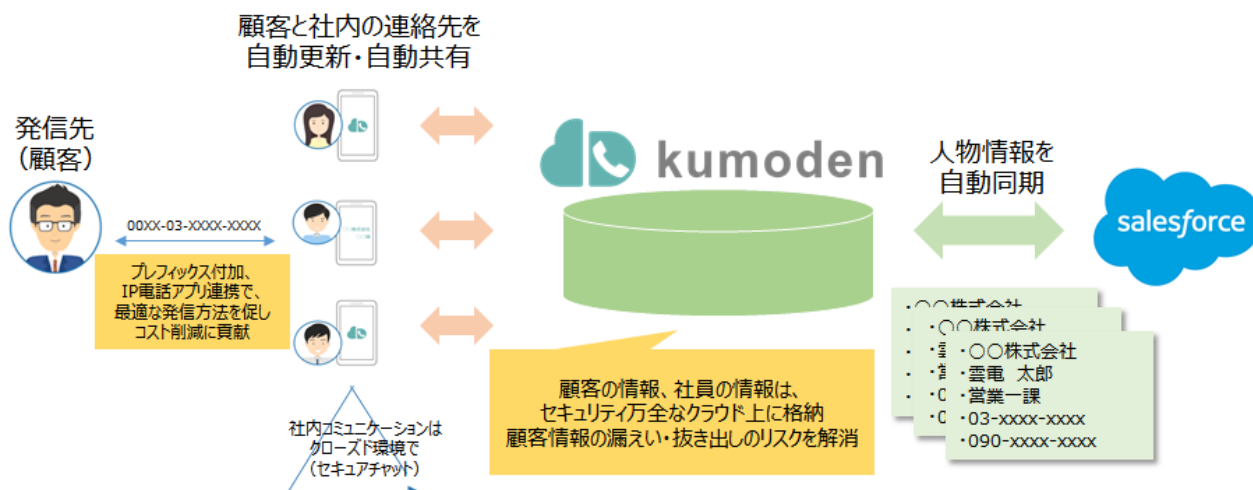 顧客と社内の連絡先を
自動更新・自動共有
発信先
（顧客）
00XX-03-XXXX-XXXX
プレフィックス付加、
IP電話アプリ連携で、
最適な発信方法を促し
コスト削減に貢献
社内コミュニケーションは
クローズド環境で
（セキュアチャット）
kumoden
顧客の情報、社員の情報は、
セキュリティ万全なクラウド上に格納
顧客情報の漏えい・抜き出しのリスクを解消
人物情報を
自動同期
salesforce
・〇〇株式会社
・〇〇株式会社
・〇〇株式会社
・雲電 太郎
・営業一課
・03-xxxx-xxxx
・090-xxxx-xxxx